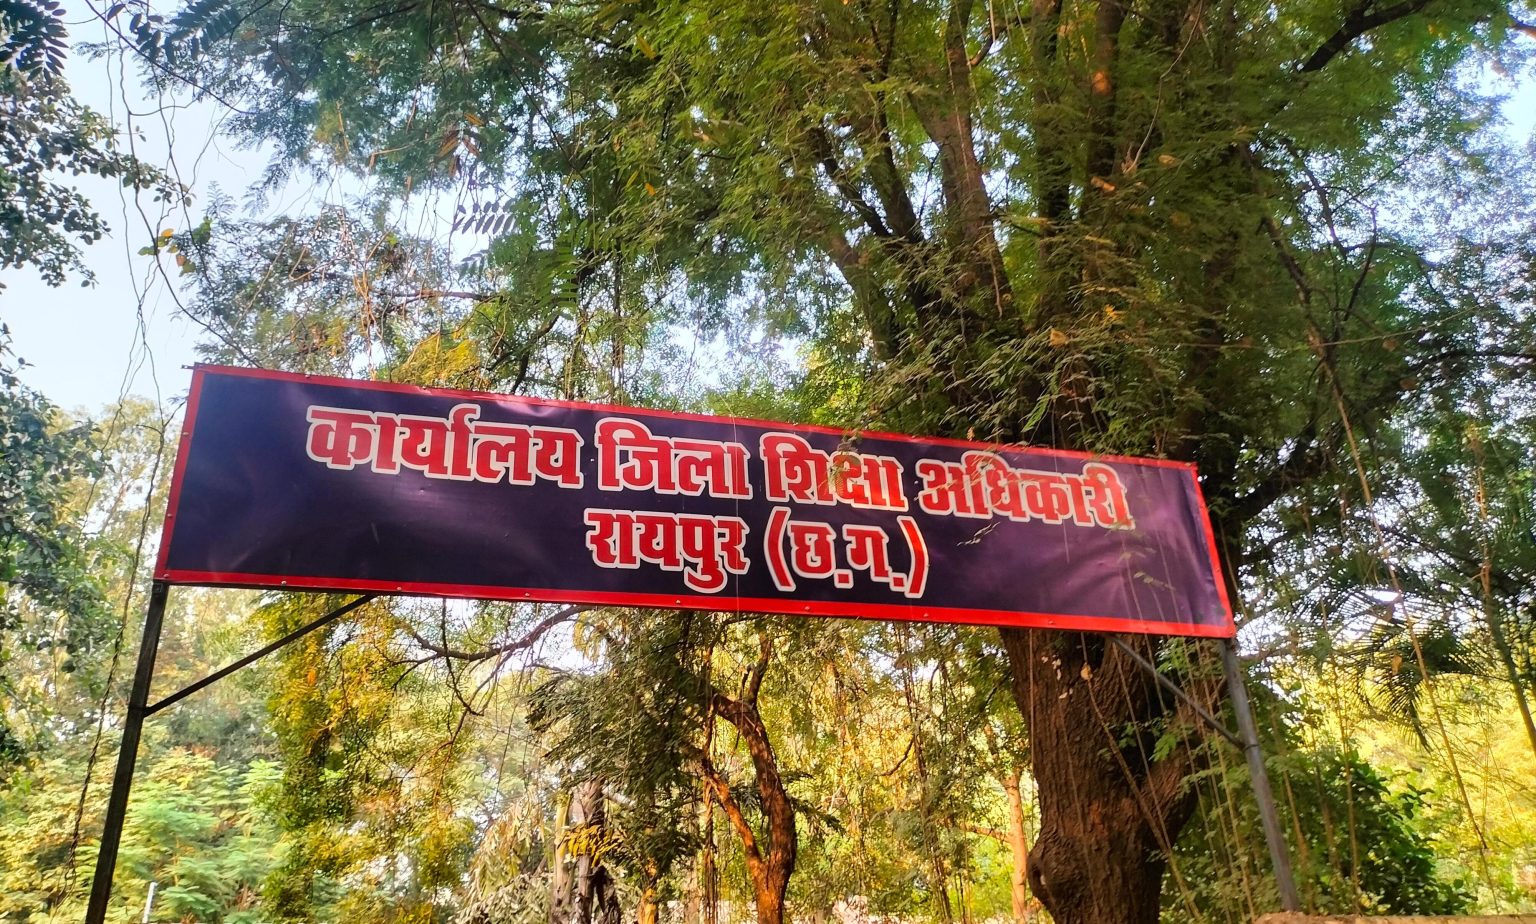 कार्यालय जिला शिक्षा अधिकारी
रायपुर (छ.ग.)